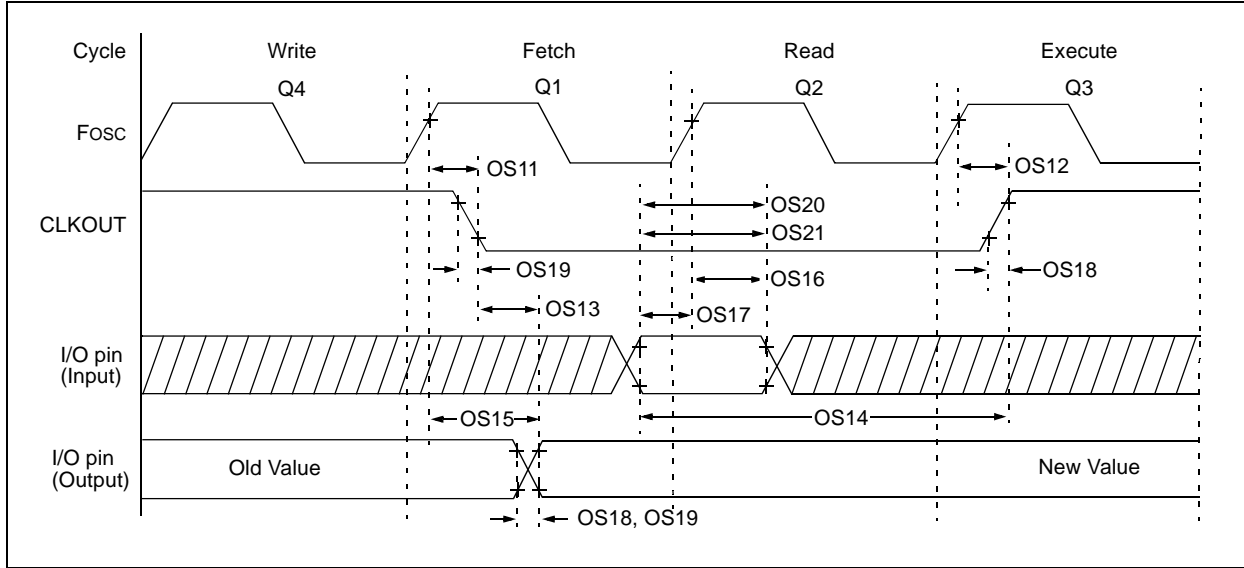 Cycle Write Fetch Read Execute
Q4 Q1 Q2 Q3
FOSC
OS11 OS12
CLKOUT
OS20
OS21
OS19 OS16 OS18
OS13 OS17
I/O pin
(Input)
OS15 OS14
I/O pin
(Output)
Old Value New Value
OS18, OS19